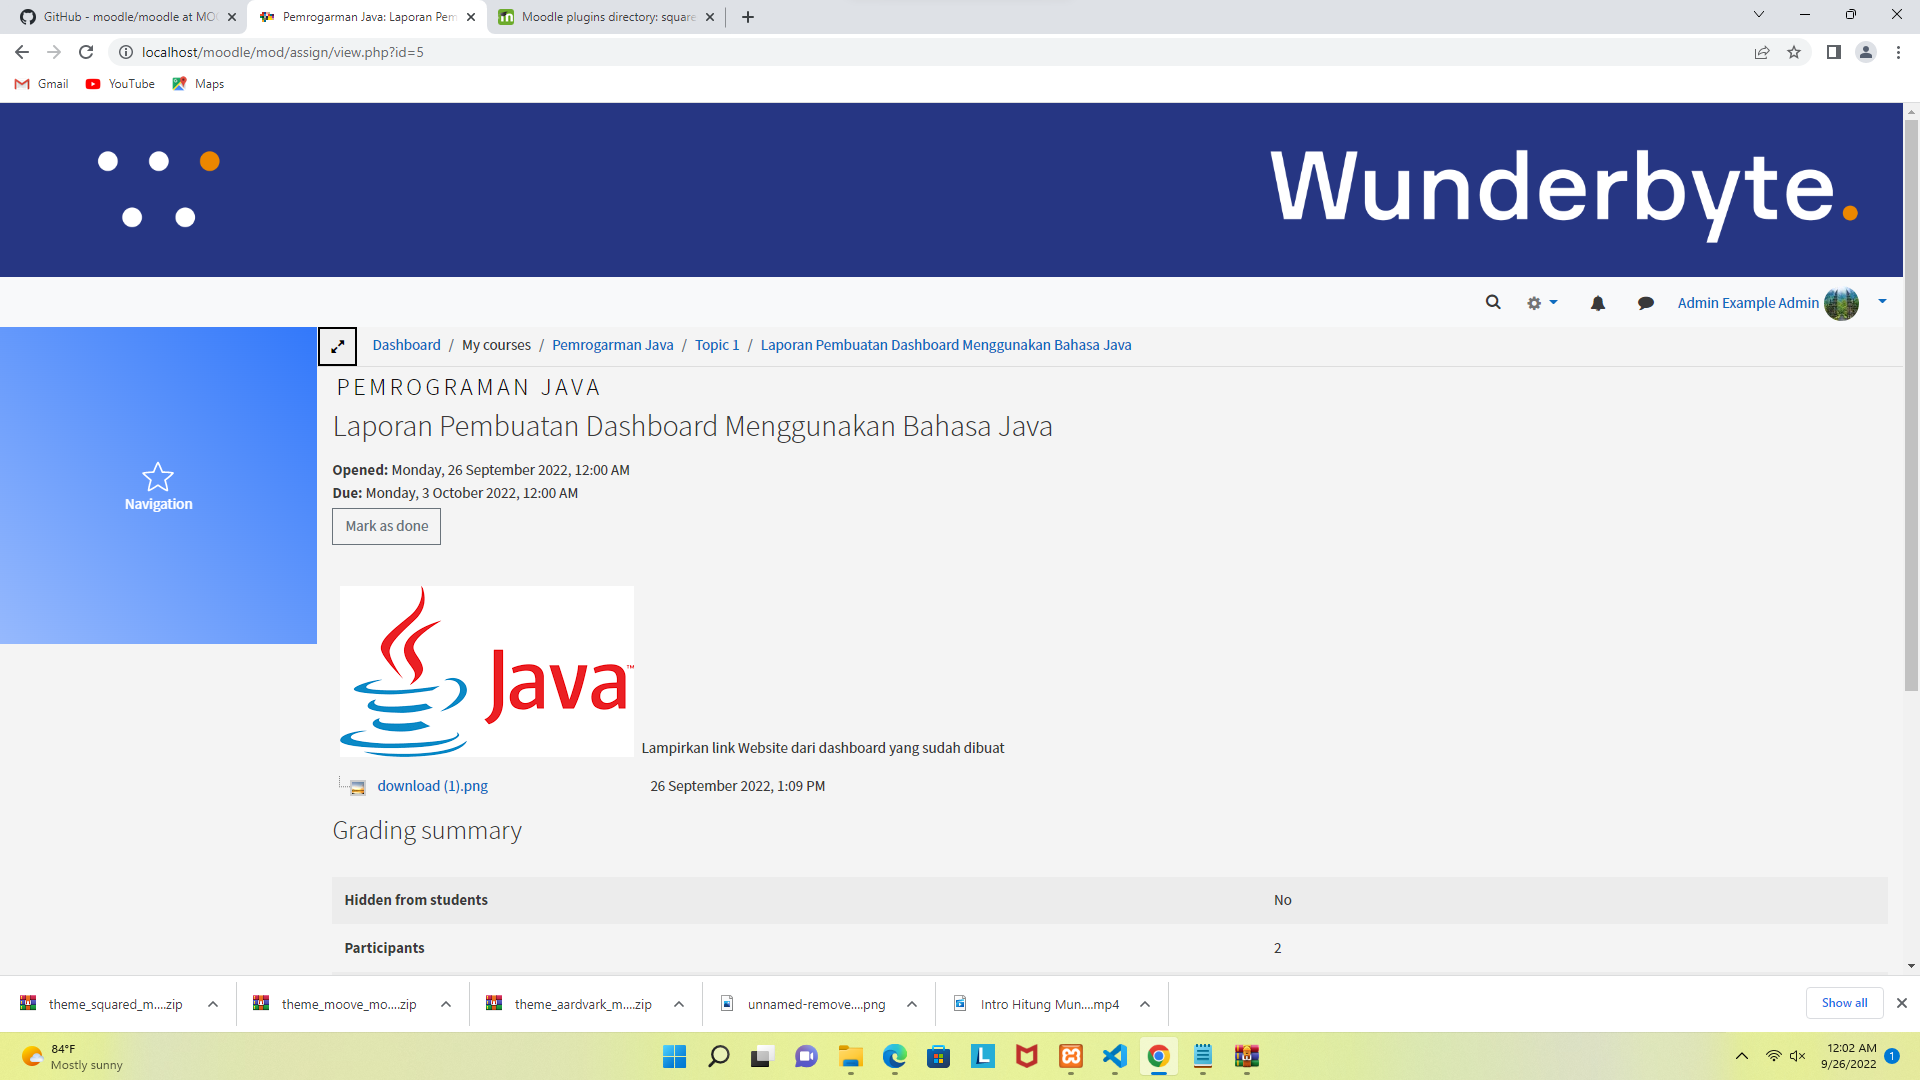 GitHub - moodle/moodle at MOO
Pemrogarman Java: Laporan Pem
Moodle plugins directory: square
localhost/moodle/mod/assign/view.php?id=5
Gmail YouTube Maps
Wunderbyte.
Admin Example Admin
Dashboard / My courses / Pemrogarman Java / Topic 1 / Laporan Pembuatan Dashboard Menggunakan Bahasa Java
PEMROGRAMAN JAVA
Laporan Pembuatan Dashboard Menggunakan Bahasa Java
Navigation
Opened: Monday, 26 September 2022, 12:00 AM
Due: Monday, 3 October 2022, 12:00 AM
Mark as done
Java™
Lampirkan link Website dari dashboard yang sudah dibuat
download (1).png 26 September 2022, 1:09 PM
Grading summary
Hidden from students No
Participants 2
theme_squared_m....zip
theme_moove_mo....zip
theme_aardvark_m....zip
unnamed-remove....png
Intro Hitung Mun....mp4
Show all
84°F
Mostly sunny
L
12:02 AM
9/26/2022
1